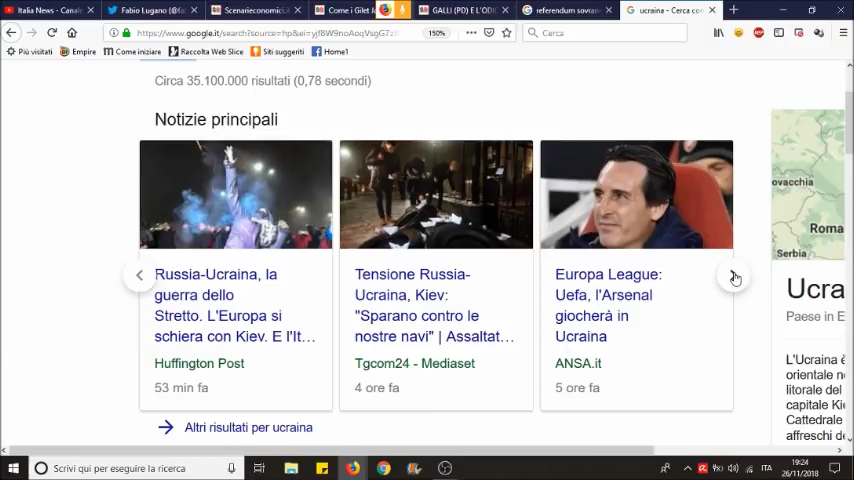 Italia News - Canal
Fabio Lugano (@fa
Scenarieconomici.
Come i Gilet
GALLI (PD) E L'ODI
referendum sovran
ucraina - Cerca co
https://www.google.it/search?source=hp&ei=
150%
Cerca
Più visitati
Empire
Come iniziare
Raccolta Web Slice
Siti suggeriti
Home1
Circa 35.100.000 risultati (0,78 secondi)
Notizie principali
Russia-Ucraina, la
guerra dello
Stretto. L'Europa si
schiera con Kiev. E l'It...
Huffington Post
53 min fa
Tensione Russia-
Ucraina, Kiev:
"Sparano contro le
nostre navi" | Assaltat...
Tgcom24 - Mediaset
4 ore fa
Europa League:
Uefa, l'Arsenal
giocherà in
Ucraina
ANSA.it
5 ore fa
Altri risultati per ucraina
ovacchia
Roma
Serbia
Ucra
Paese in E
L'Ucraina è
orientale n
litorale del
capitale Ki
Cattedrale
affreschi de
Scrivi qui per eseguire la ricerca
ITA
19:24
26/11/2018